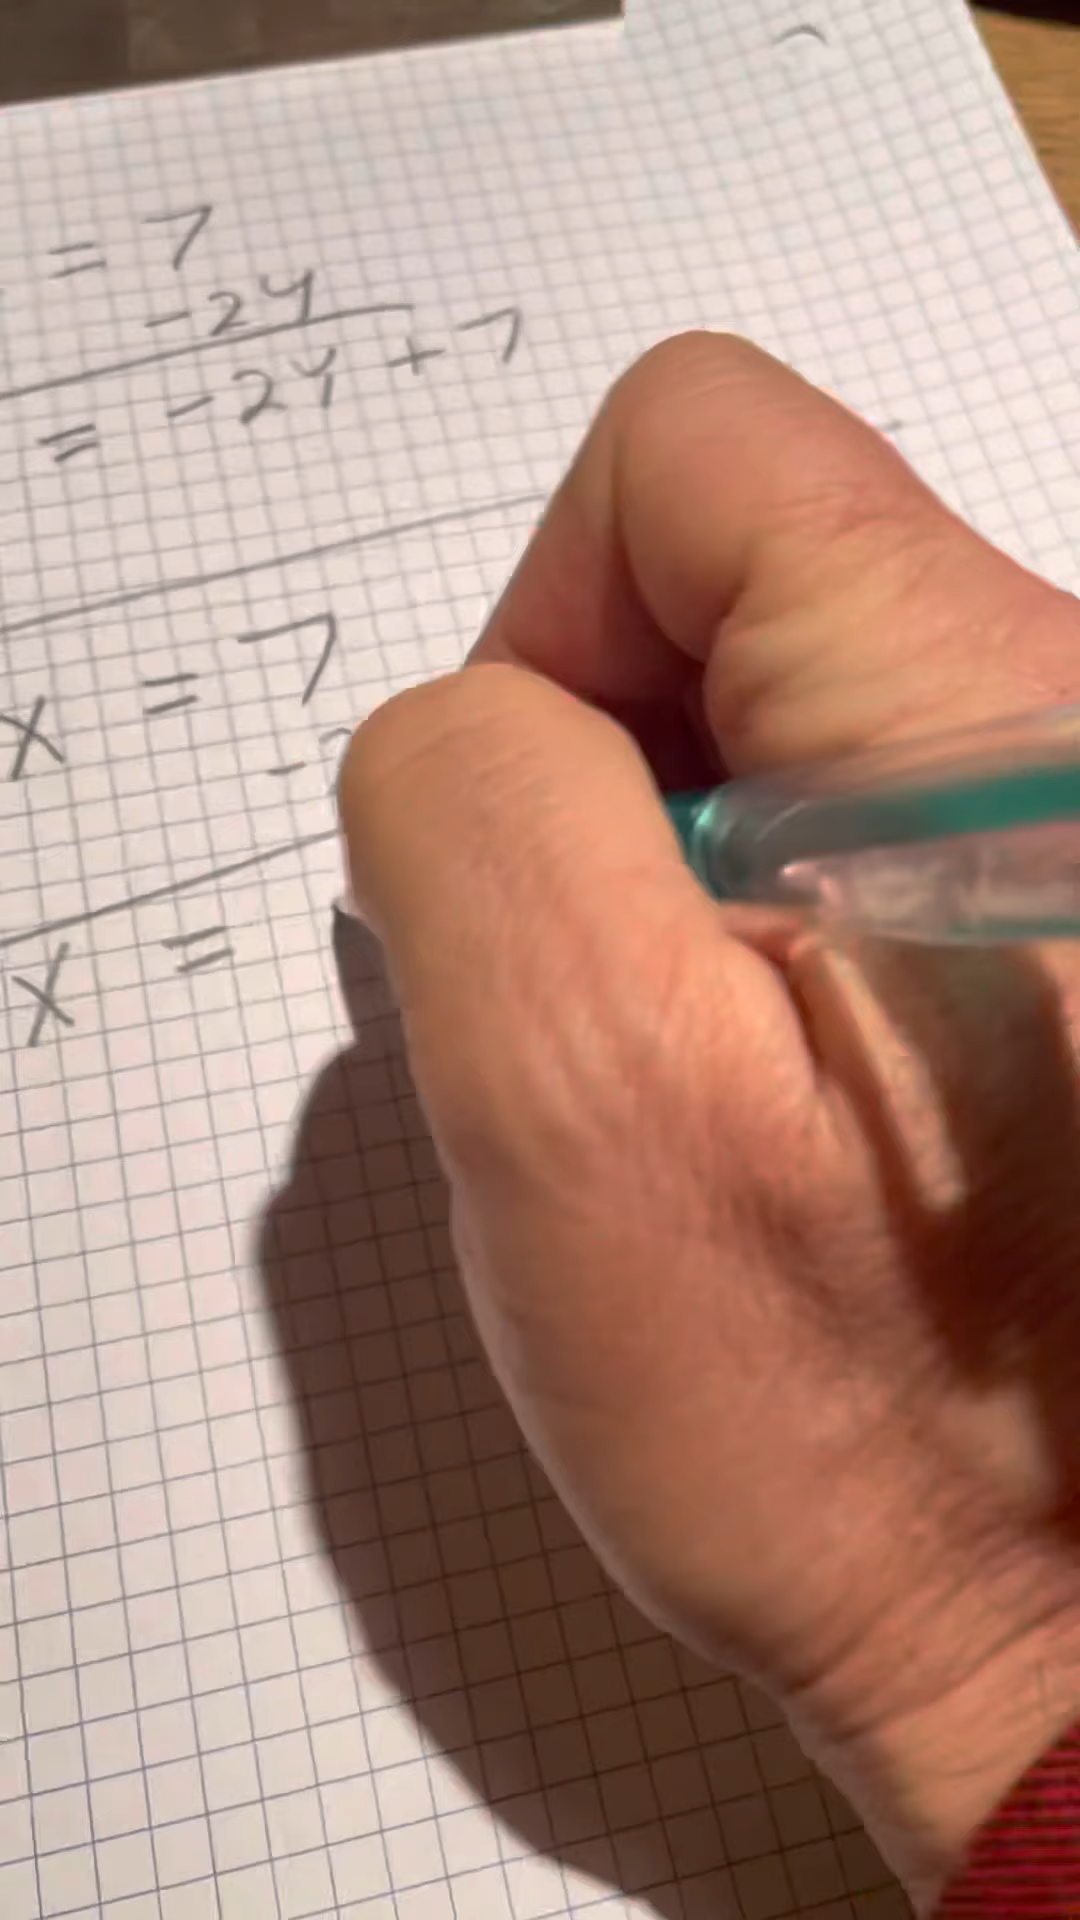 = 7
-2y
= -2y + 7
x = 7
-
x =